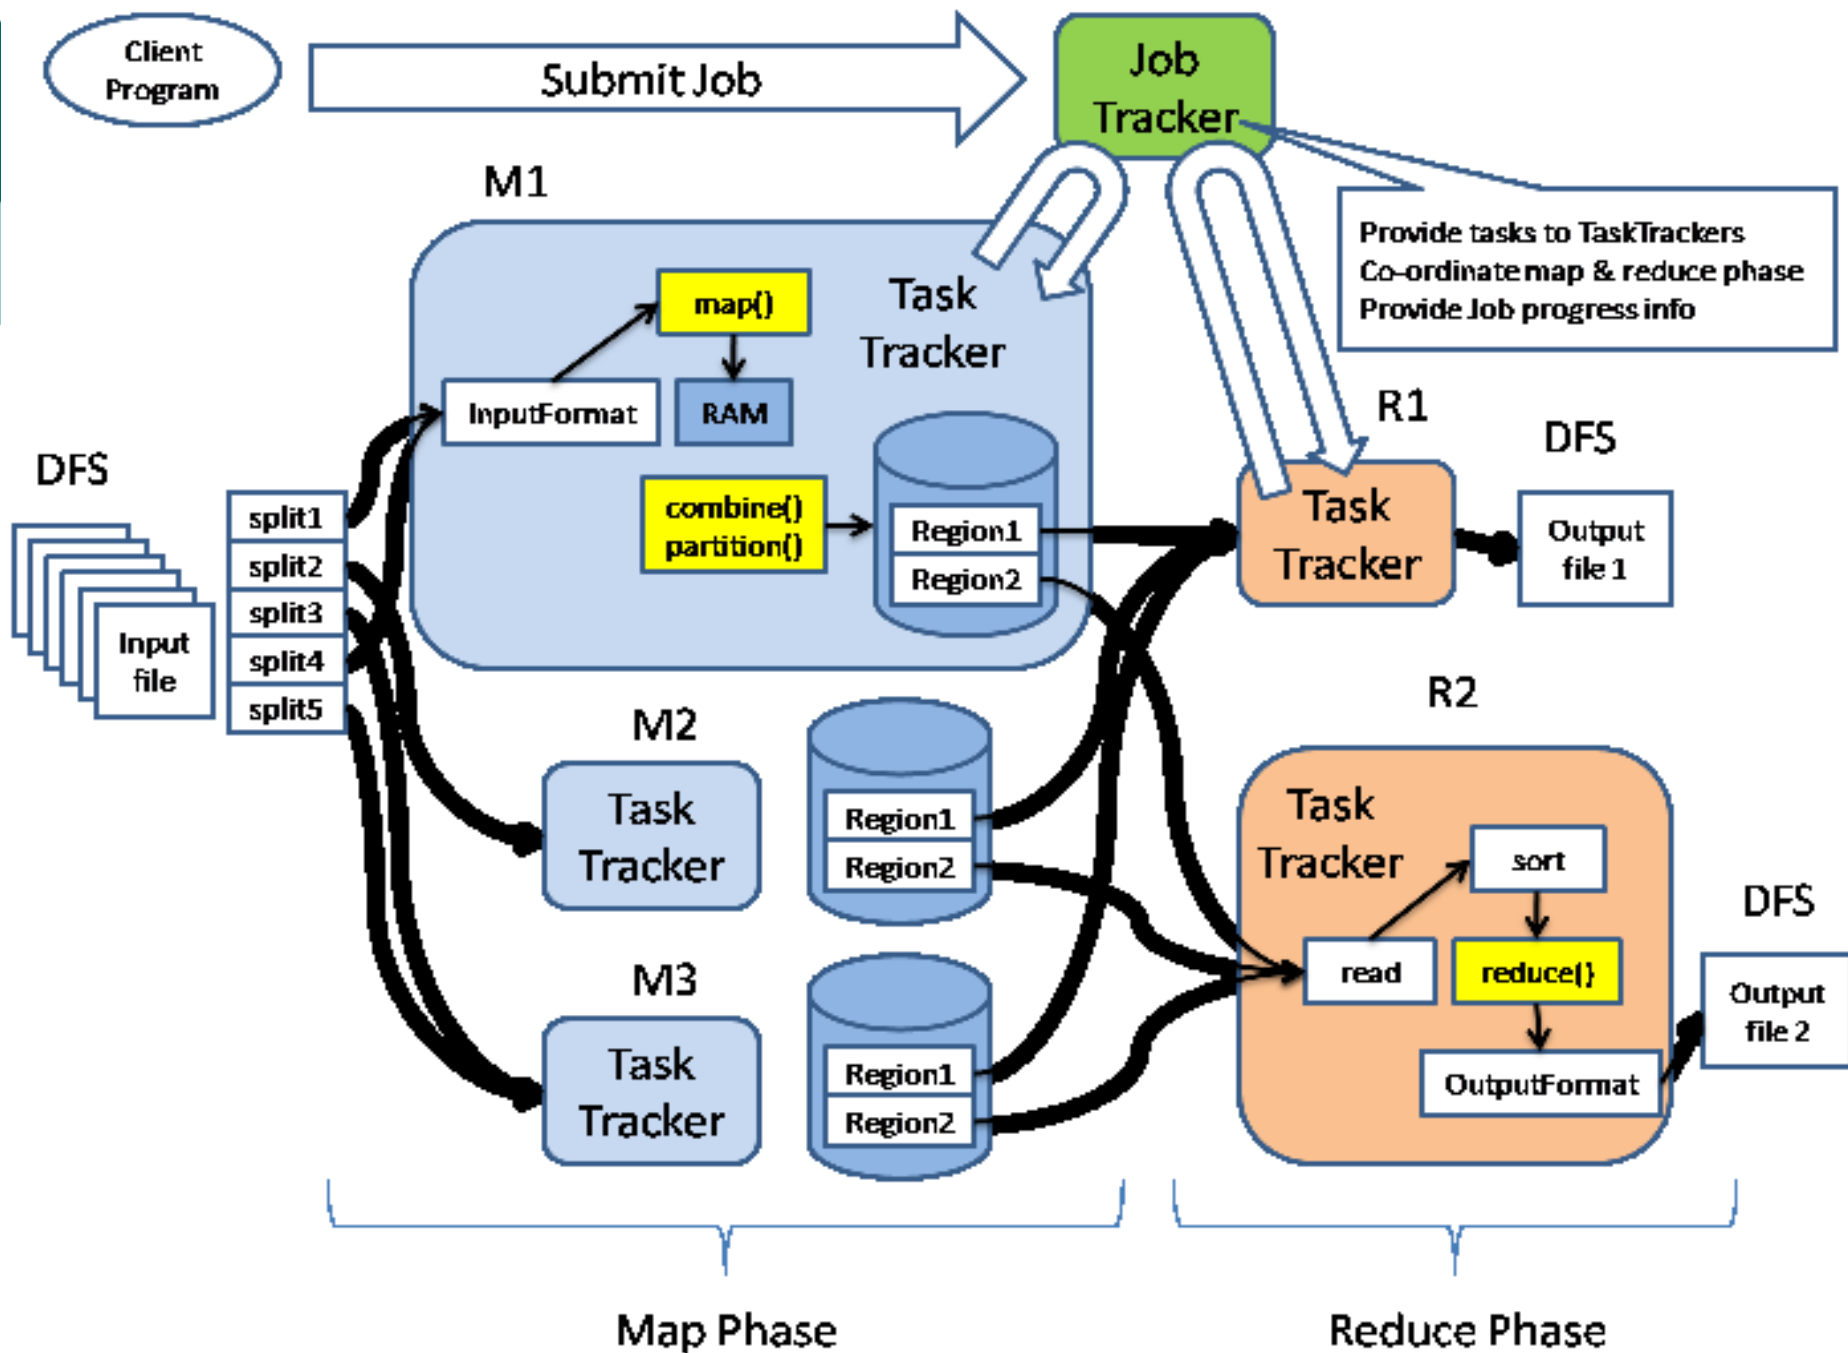 Client
Program
Submit Job
Job
Tracker
M1
Provide tasks to TaskTrackers
Co-ordinate map & reduce phase
Provide Job progress info
map()
Task
Tracker
InputFormat
RAM
combine()
partition()
Region1
Region2
R1
Task
Tracker
DFS
Output
file 1
DFS
Input
file
split1
split2
split3
split4
split5
M2
Task
Tracker
Region1
Region2
M3
Task
Tracker
Region1
Region2
R2
Task
Tracker
sort
read
reduce()
OutputFormat
DFS
Output
file 2
Map Phase
Reduce Phase